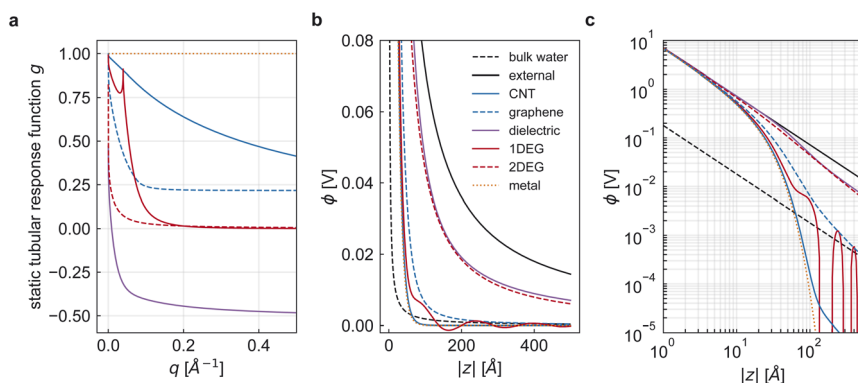 a
static tubular response function g
1.00
0.75
0.50
0.25
0.00
−0.25
−0.50
0.0
0.2
0.4
q [Å⁻¹]
b
ϕ [V]
0.08
0.06
0.04
0.02
0.00
0
200
400
|z| [Å]
bulk water
external
CNT
graphene
dielectric
1DEG
2DEG
metal
c
ϕ [V]
10¹
10⁰
10⁻¹
10⁻²
10⁻³
10⁻⁴
10⁻⁵
10⁰
10¹
10²
|z| [Å]